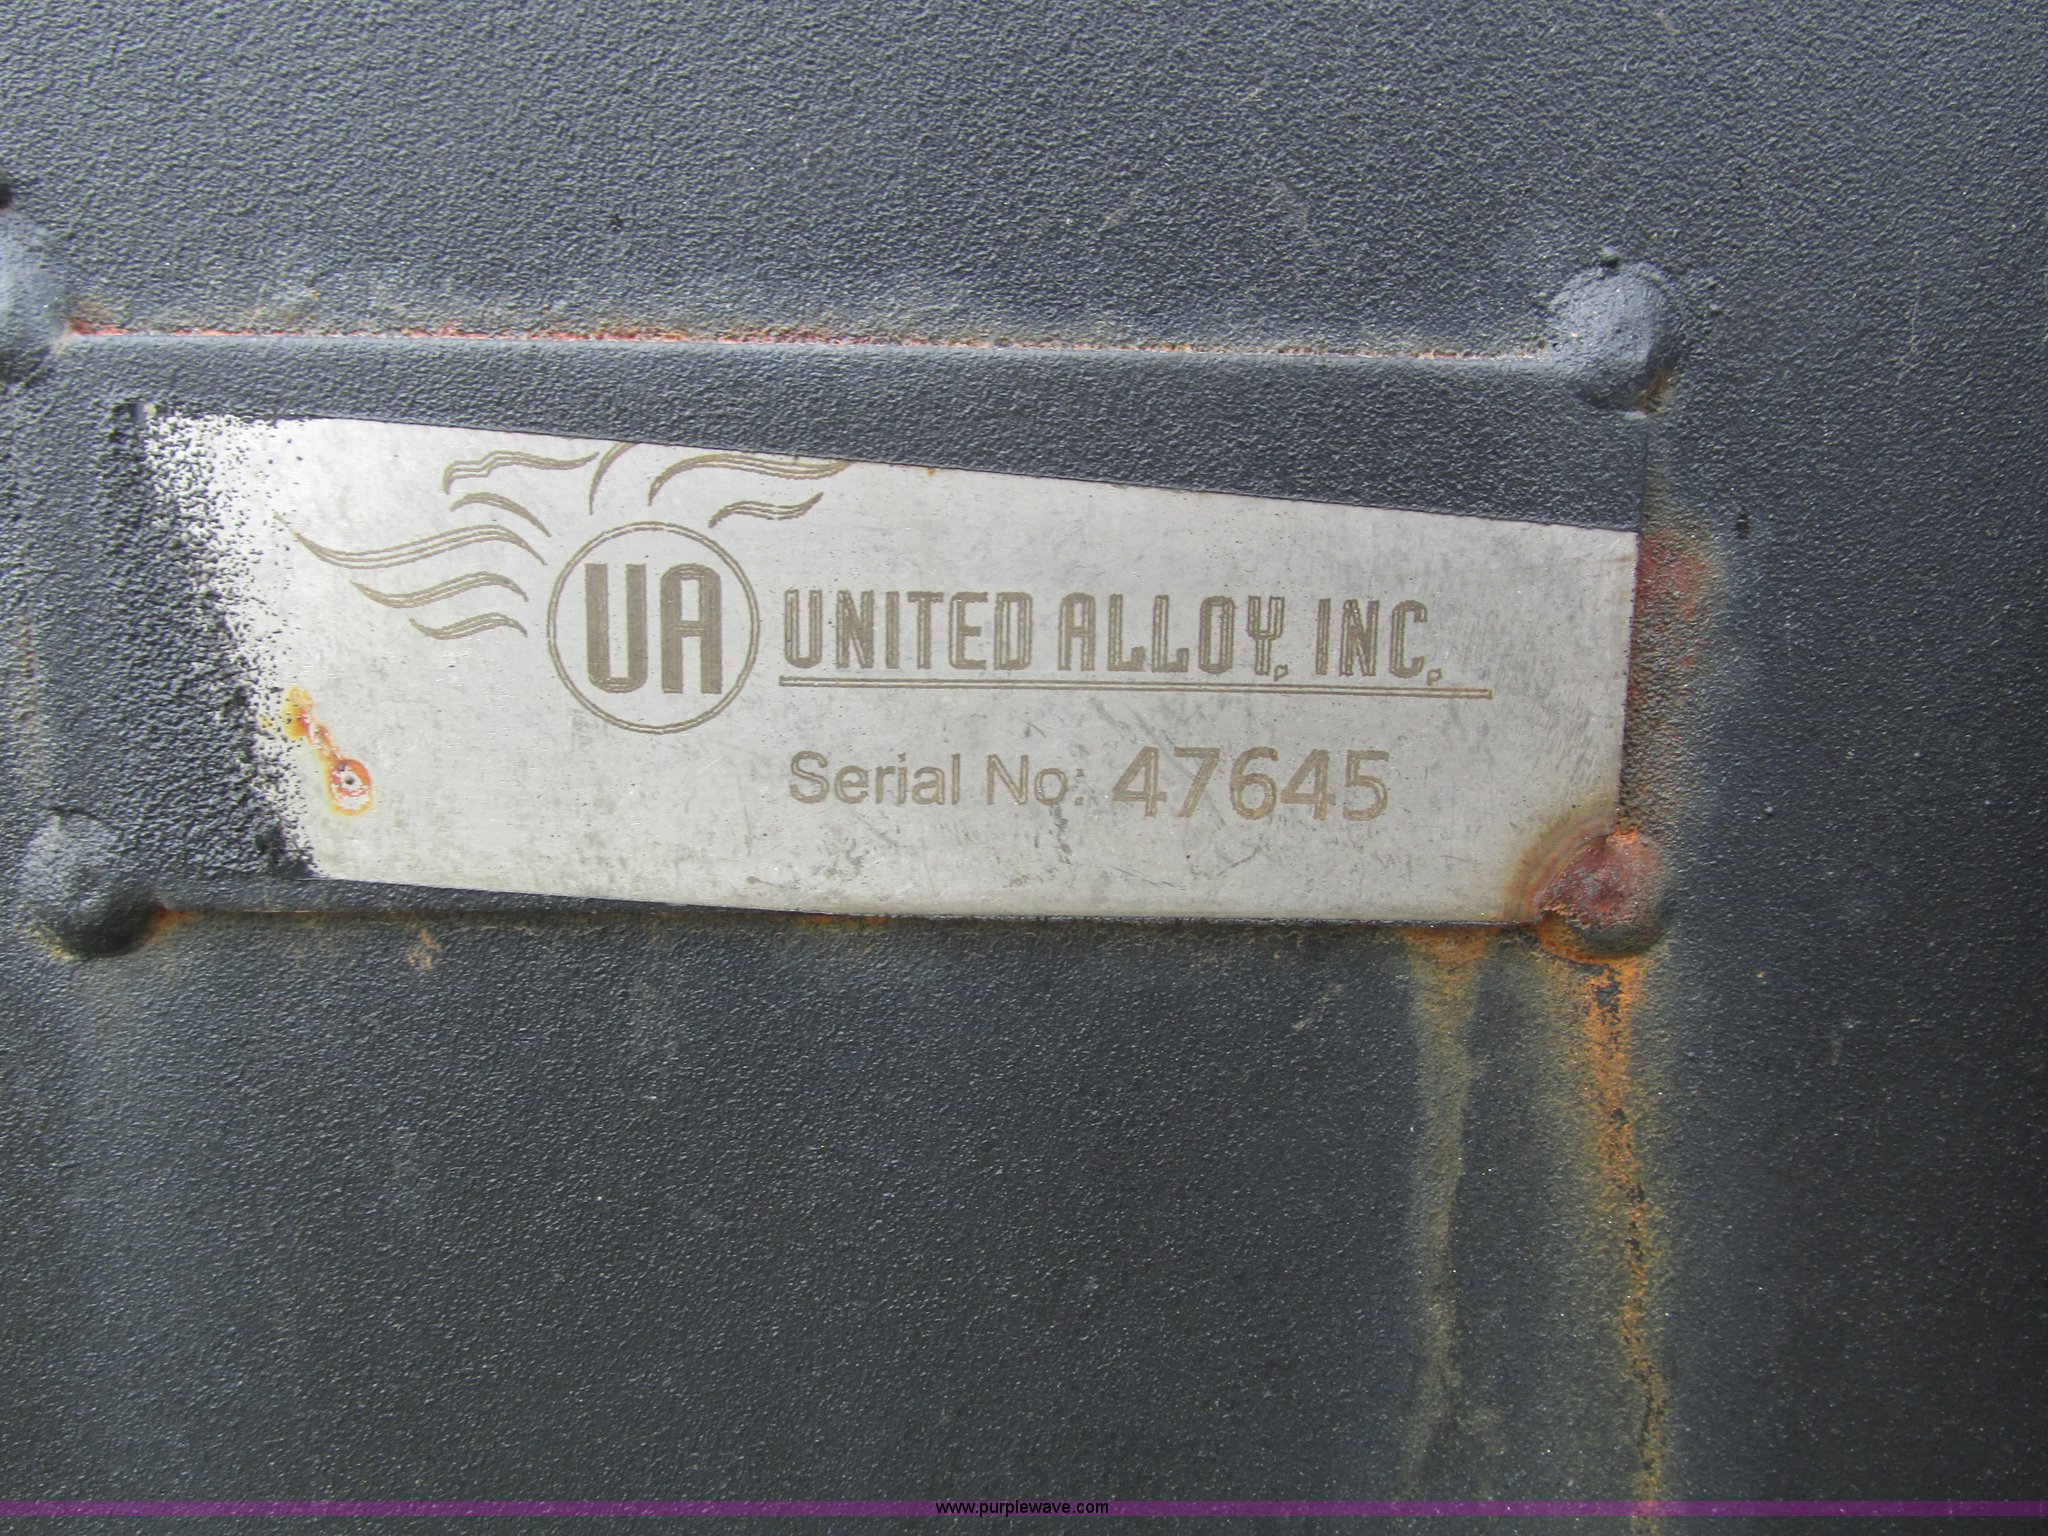 UA
UNITED ALLOY, INC.
Serial No: 47645
www.purplewave.com